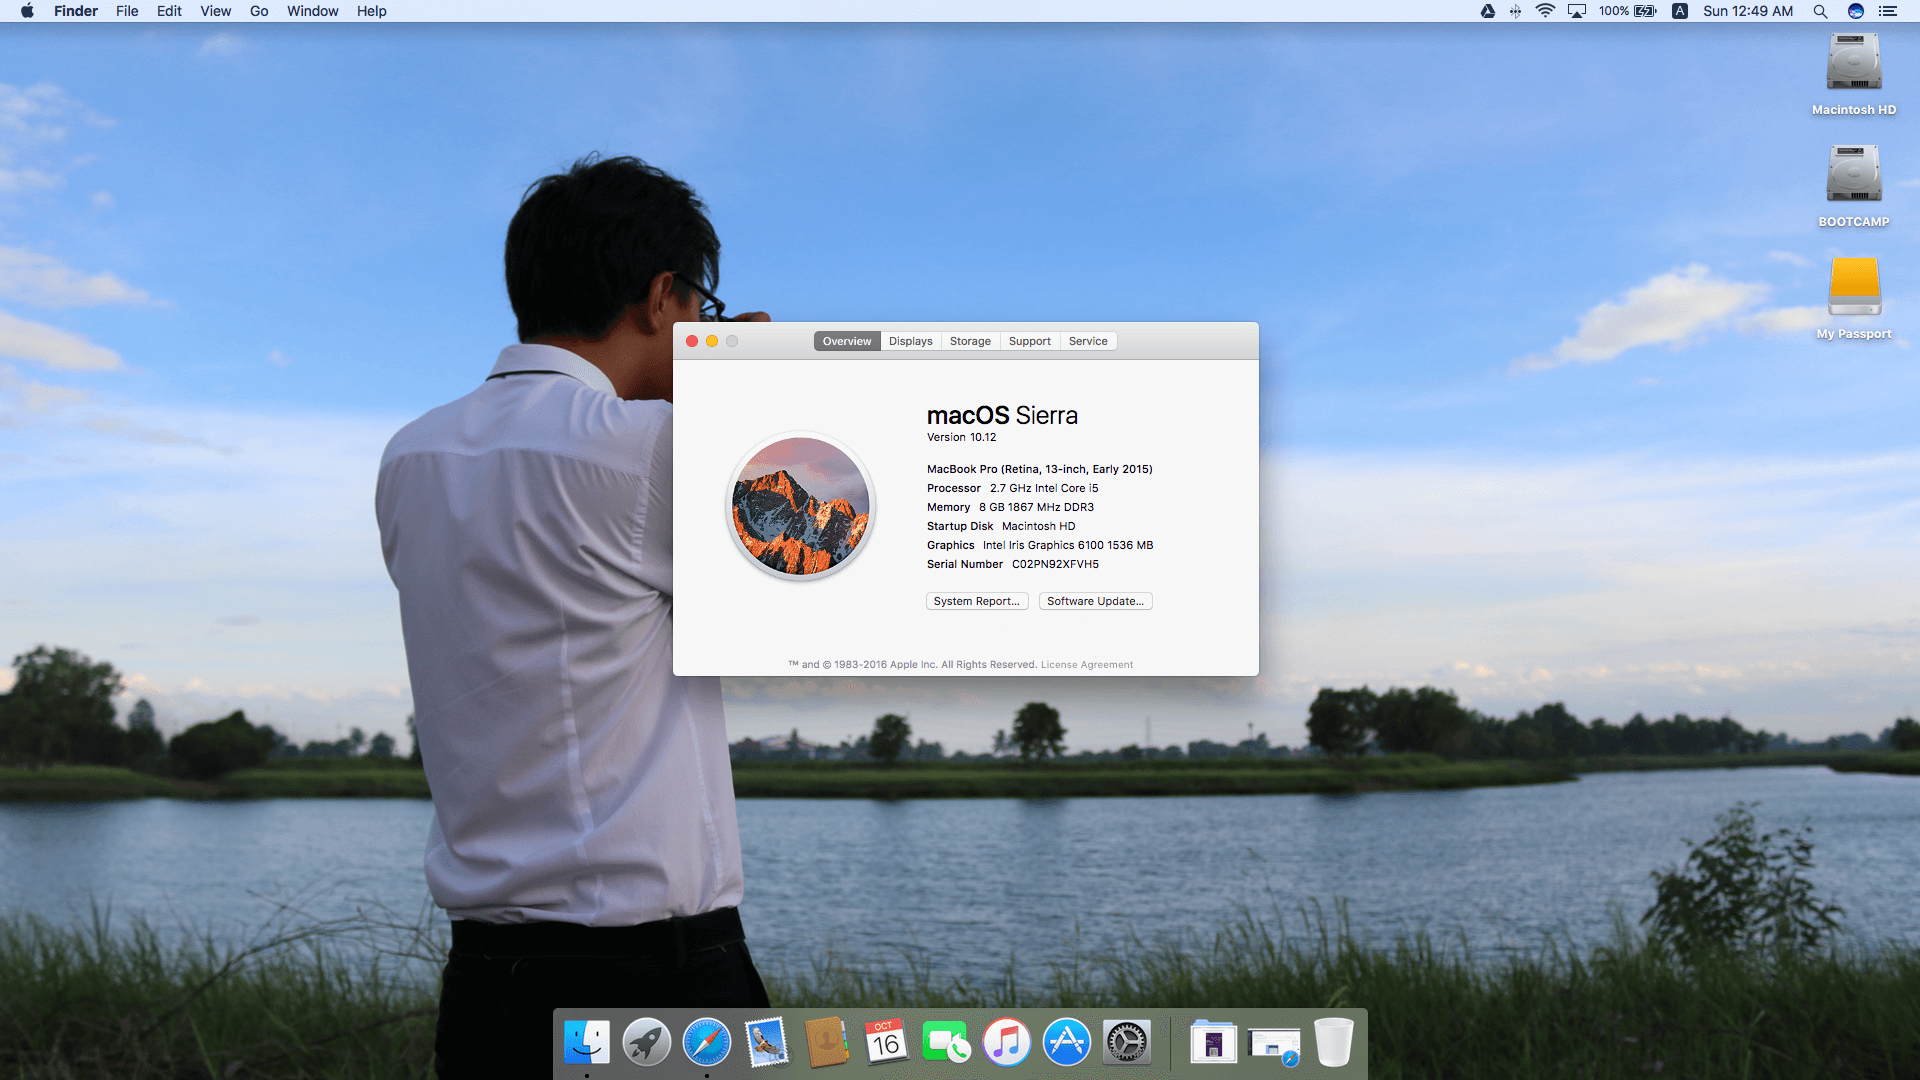 Finder File Edit View Go Window Help 100% A Sun 12:49 AM
Macintosh HD
BOOTCAMP
My Passport
Overview Displays Storage Support Service
macOS Sierra
Version 10.12
MacBook Pro (Retina, 13-inch, Early 2015)
Processor 2.7 GHz Intel Core i5
Memory 8 GB 1867 MHz DDR3
Startup Disk Macintosh HD
Graphics Intel Iris Graphics 6100 1536 MB
Serial Number C02PN92XFVH5
System Report... Software Update...
™ and © 1983-2016 Apple Inc. All Rights Reserved. License Agreement
OCT
16